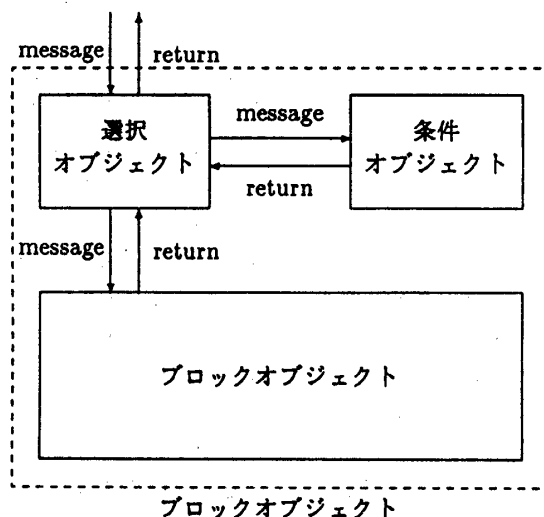 message
return
選択
オブジェクト
message
条件
オブジェクト
return
message
return
ブロックオブジェクト
ブロックオブジェクト